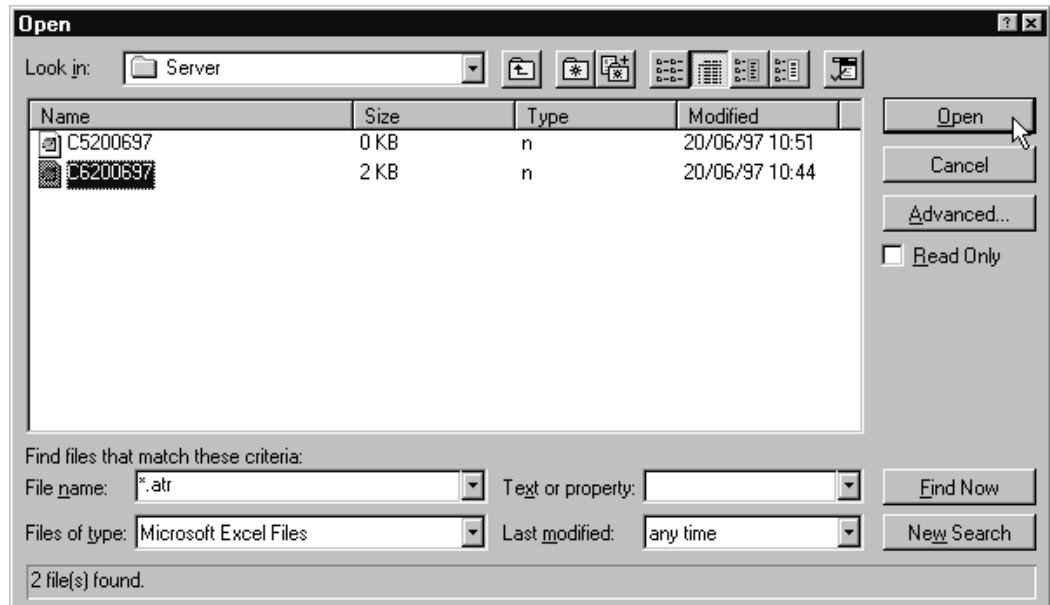 Open
Look in: Server
Name Size Type Modified
C5200697 0 KB n 20/06/97 10:51
C6200697 2 KB n 20/06/97 10:44
Open
Cancel
Advanced...
Read Only
Find files that match these criteria:
File name: *.atr Text or property: Find Now
Files of type: Microsoft Excel Files Last modified: any time New Search
2 file(s) found.